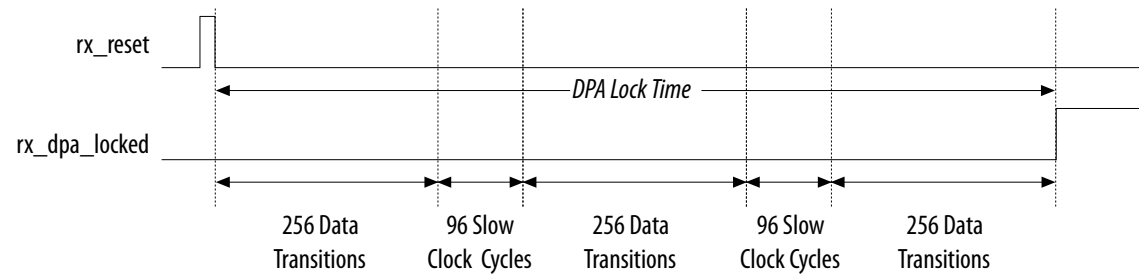 rx_reset
DPA Lock Time
rx_dpa_locked
256 Data
Transitions
96 Slow
Clock Cycles
256 Data
Transitions
96 Slow
Clock Cycles
256 Data
Transitions